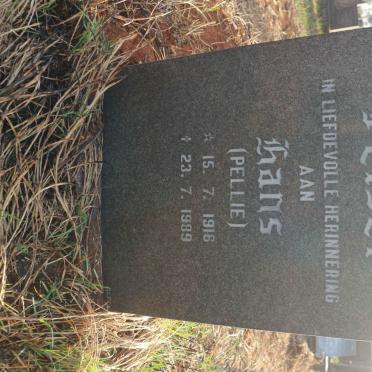 IN LIEFDEVOLLE HERINNERING
AAN
Hans
(PELLIE)
☆ 15. 7. 1916
† 23. 7. 1989